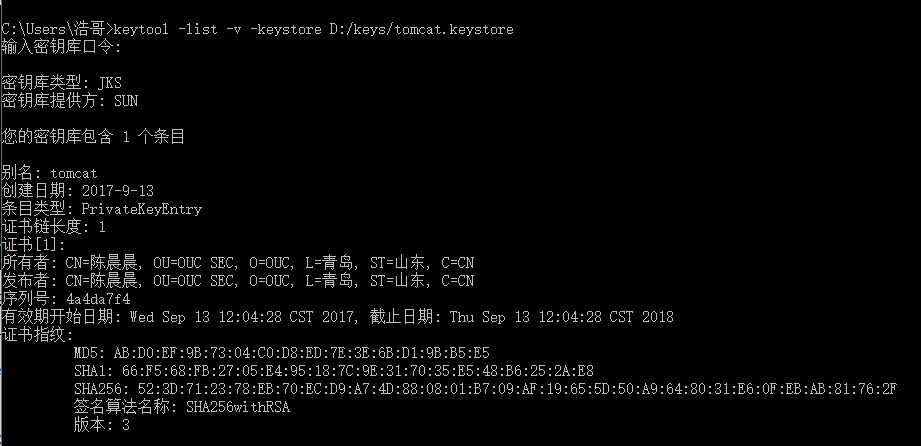 C:\Users\浩哥>keytool -list -v -keystore D:/keys/tomcat.keystore
输入密钥库口令:
密钥库类型: JKS
密钥库提供方: SUN
您的密钥库包含 1 个条目
别名: tomcat
创建日期: 2017-9-13
条目类型: PrivateKeyEntry
证书链长度: 1
证书[1]:
所有者: CN=陈晨晨, OU=OUC SEC, O=OUC, L=青岛, ST=山东, C=CN
发布者: CN=陈晨晨, OU=OUC SEC, O=OUC, L=青岛, ST=山东, C=CN
序列号: 4a4da7f4
有效期开始日期: Wed Sep 13 12:04:28 CST 2017, 截止日期: Thu Sep 13 12:04:28 CST 2018
证书指纹:
MD5: AB:D0:EF:9B:73:04:C0:D8:ED:7E:3E:6B:D1:9B:B5:E5
SHA1: 66:F5:68:FB:27:05:E4:95:18:7C:9E:31:70:35:E5:48:B6:25:2A:E8
SHA256: 52:3D:71:23:78:EB:70:EC:D9:A7:4D:88:08:01:B7:09:AF:19:65:5D:50:A9:64:80:31:E6:0F:EB:AB:81:76:2F
签名算法名称: SHA256withRSA
版本: 3